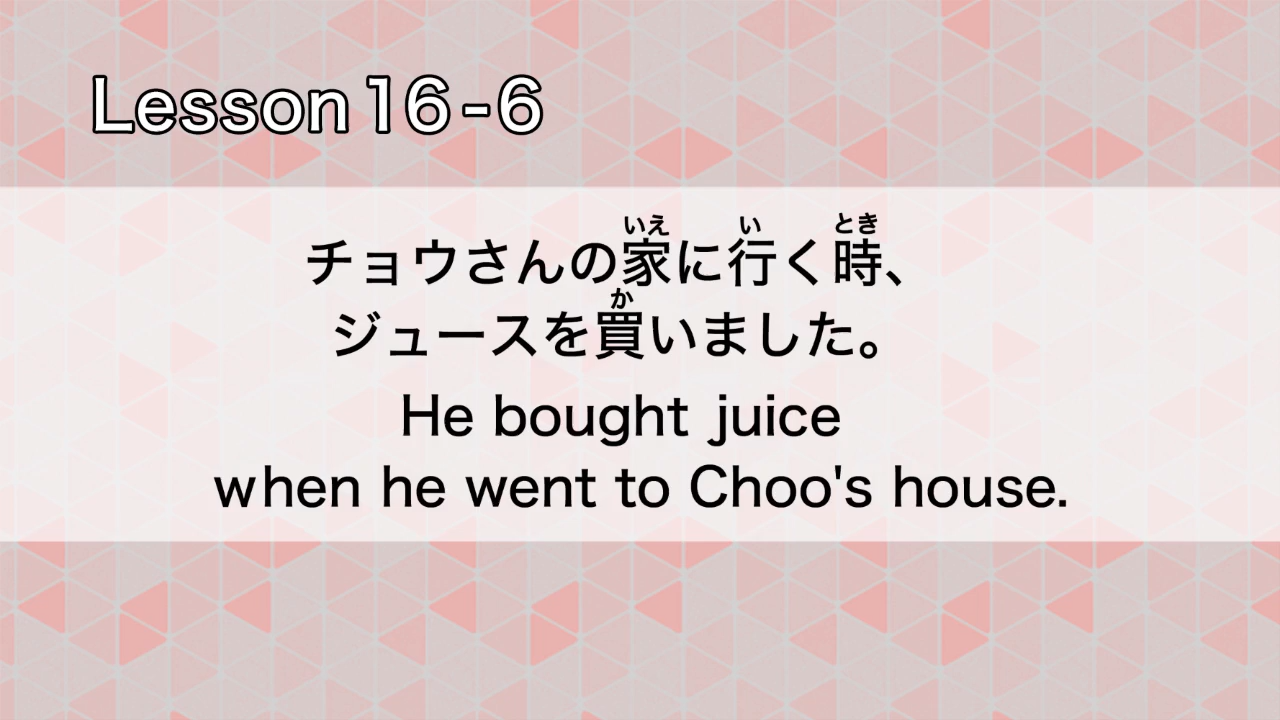 Lesson 16-6
いえ い とき
チョウさんの家に行く時、
か
ジュースを買いました。
He bought juice
when he went to Choo's house.